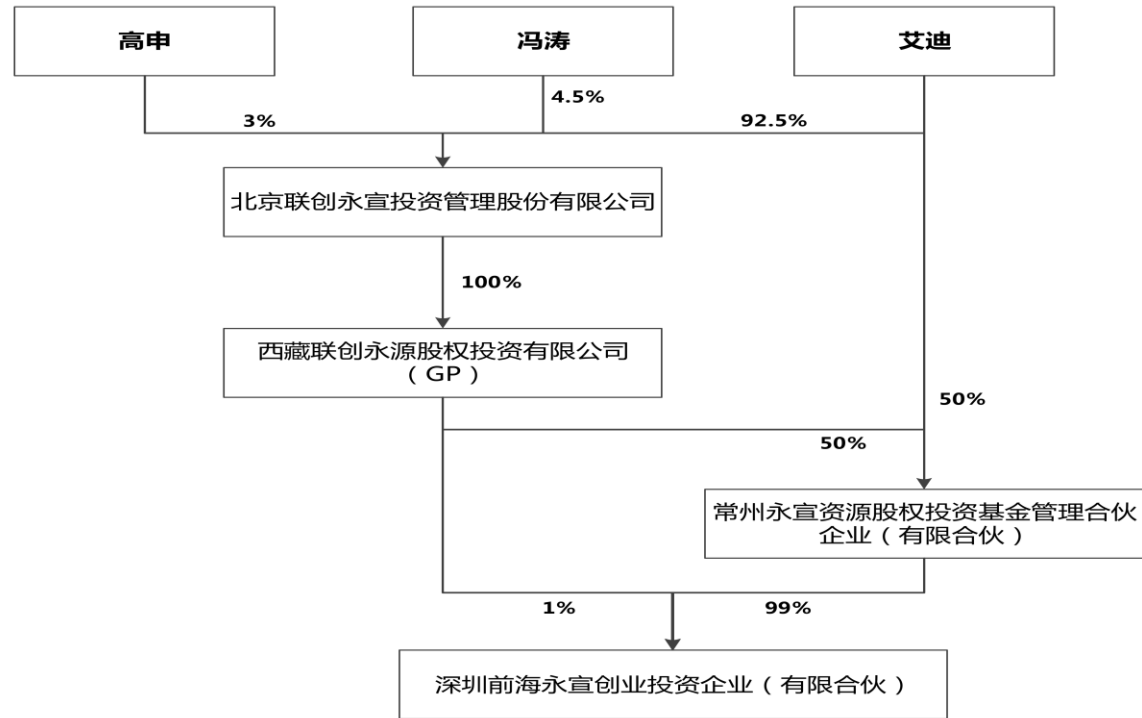 高申
冯涛
艾迪
4.5%
3%
92.5%
北京联创永宣投资管理股份有限公司
100%
西藏联创永源股权投资有限公司
（GP）
50%
50%
常州永宣资源股权投资基金管理合伙
企业（有限合伙）
1%
99%
深圳前海永宣创业投资企业（有限合伙）